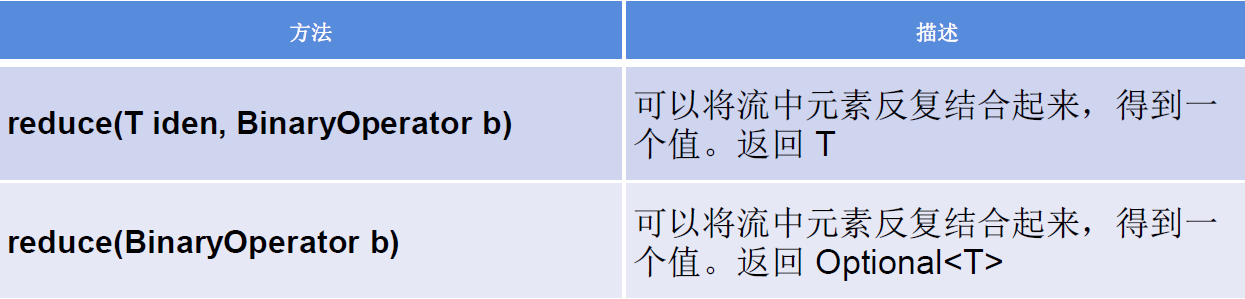 方法
描述
reduce(T iden, BinaryOperator b)
可以将流中元素反复结合起来，得到一
个值。返回 T
reduce(BinaryOperator b)
可以将流中元素反复结合起来，得到一
个值。返回 Optional<T>